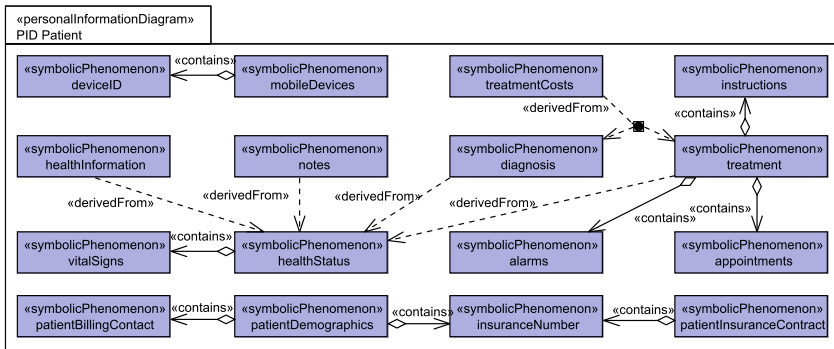 «personalInformationDiagram»
PID Patient
«symbolicPhenomenon»
deviceID
«contains»
«symbolicPhenomenon»
mobileDevices
«symbolicPhenomenon»
treatmentCosts
«symbolicPhenomenon»
instructions
«derivedFrom»
«contains»
«symbolicPhenomenon»
healthInformation
«symbolicPhenomenon»
notes
«symbolicPhenomenon»
diagnosis
«symbolicPhenomenon»
treatment
«derivedFrom»
«derivedFrom»
«derivedFrom»
«derivedFrom»
«contains»
«contains»
«symbolicPhenomenon»
vitalSigns
«contains»
«symbolicPhenomenon»
healthStatus
«symbolicPhenomenon»
alarms
«symbolicPhenomenon»
appointments
«symbolicPhenomenon»
patientBillingContact
«contains»
«symbolicPhenomenon»
patientDemographics
«contains»
«symbolicPhenomenon»
insuranceNumber
«contains»
«symbolicPhenomenon»
patientInsuranceContract